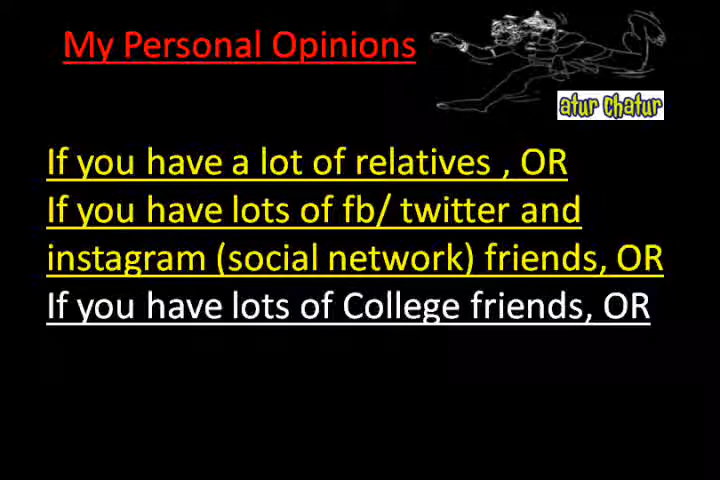 My Personal Opinions
atur chatur
If you have a lot of relatives , OR
If you have lots of fb/ twitter and
instagram (social network) friends, OR
If you have lots of College friends, OR